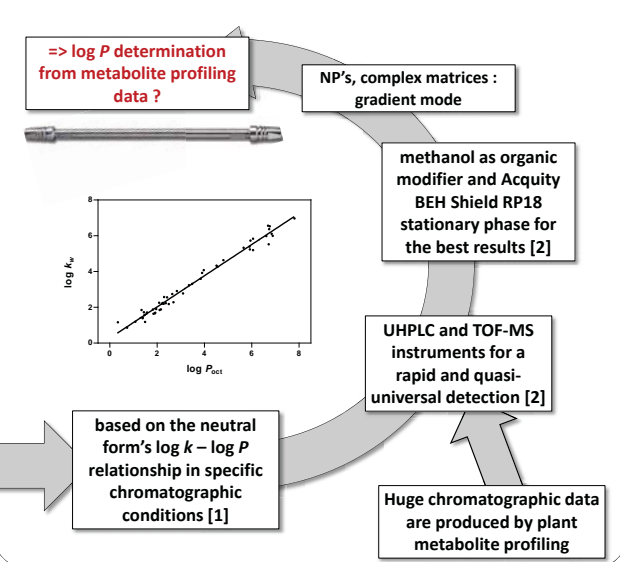 => log P determination
from metabolite profiling
data ?
NP's, complex matrices :
gradient mode
methanol as organic
modifier and Acquity
BEH Shield RP18
stationary phase for
the best results [2]
8
6
4
2
0
log kw
0
2
4
6
8
log Poct
UHPLC and TOF-MS
instruments for a
rapid and quasi-
universal detection [2]
based on the neutral
form's log k – log P
relationship in specific
chromatographic
conditions [1]
Huge chromatographic data
are produced by plant
metabolite profiling